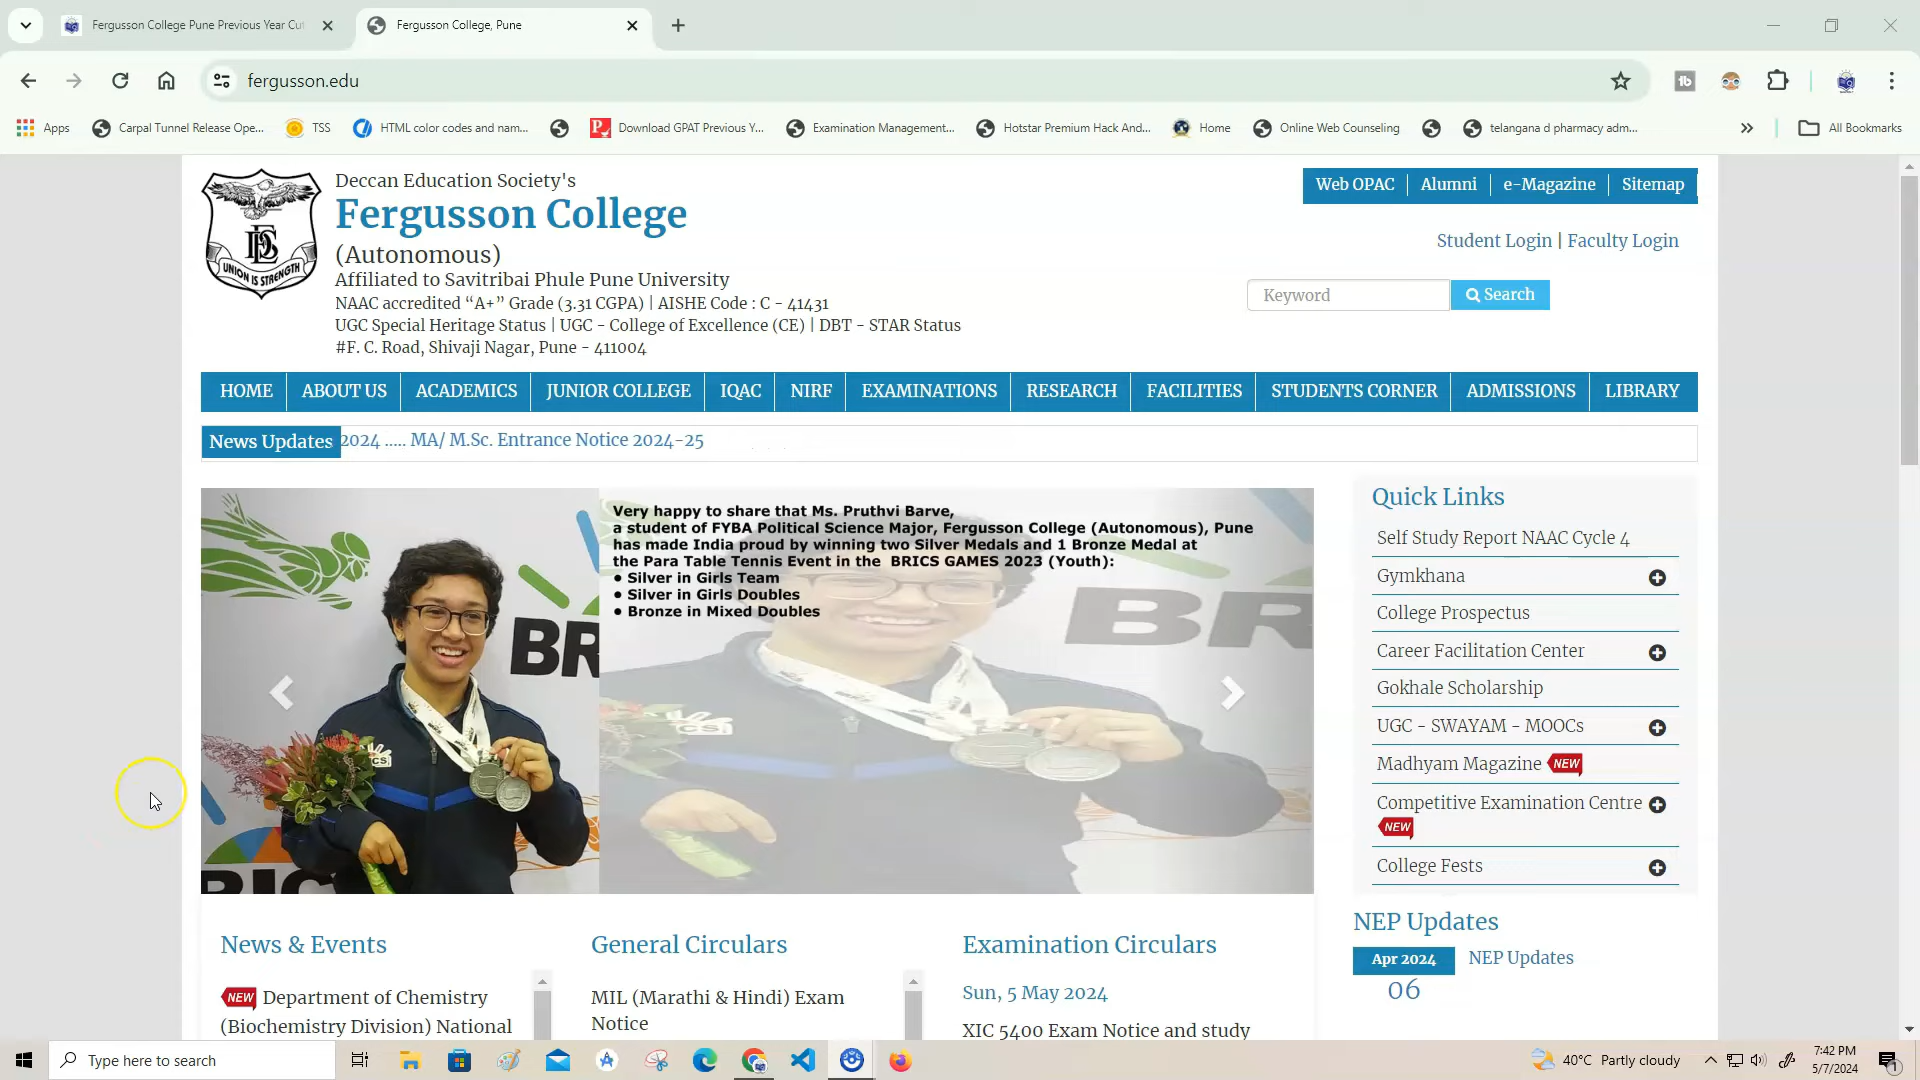 Fergusson College Pune Previous Year Cu
Fergusson College, Pune
fergusson.edu
Apps
Carpal Tunnel Release Ope...
TSS
HTML color codes and nam...
Download GPAT Previous Y...
Examination Management...
Hotstar Premium Hack And...
Home
Online Web Counseling
telangana d pharmacy adm...
All Bookmarks
DES
UNION IS STRENGTH
Deccan Education Society's
Fergusson College
(Autonomous)
Affiliated to Savitribai Phule Pune University
NAAC accredited “A+” Grade (3.31 CGPA) | AISHE Code : C - 41431
UGC Special Heritage Status | UGC - College of Excellence (CE) | DBT - STAR Status
#F. C. Road, Shivaji Nagar, Pune - 411004
Web OPAC Alumni e-Magazine Sitemap
Student Login | Faculty Login
Keyword Search
HOME ABOUT US ACADEMICS JUNIOR COLLEGE IQAC NIRF EXAMINATIONS RESEARCH FACILITIES STUDENTS CORNER ADMISSIONS LIBRARY
News Updates 2024 ..... MA/ M.Sc. Entrance Notice 2024-25
Very happy to share that Ms. Pruthvi Barve,
a student of FYBA Political Science Major, Fergusson College (Autonomous), Pune
has made India proud by winning two Silver Medals and 1 Bronze Medal at
the Para Table Tennis Event in the BRICS GAMES 2023 (Youth):
• Silver in Girls Team
• Silver in Girls Doubles
• Bronze in Mixed Doubles
BR
BR
CS
BRIC
Quick Links
Self Study Report NAAC Cycle 4
Gymkhana
College Prospectus
Career Facilitation Center
Gokhale Scholarship
UGC - SWAYAM - MOOCs
Madhyam Magazine NEW
Competitive Examination Centre
NEW
College Fests
NEP Updates
Apr 2024 NEP Updates
06
News & Events
NEW Department of Chemistry
(Biochemistry Division) National
General Circulars
MIL (Marathi & Hindi) Exam
Notice
Examination Circulars
Sun, 5 May 2024
XIC 5400 Exam Notice and study
Type here to search
40°C Partly cloudy
7:42 PM
5/7/2024
1